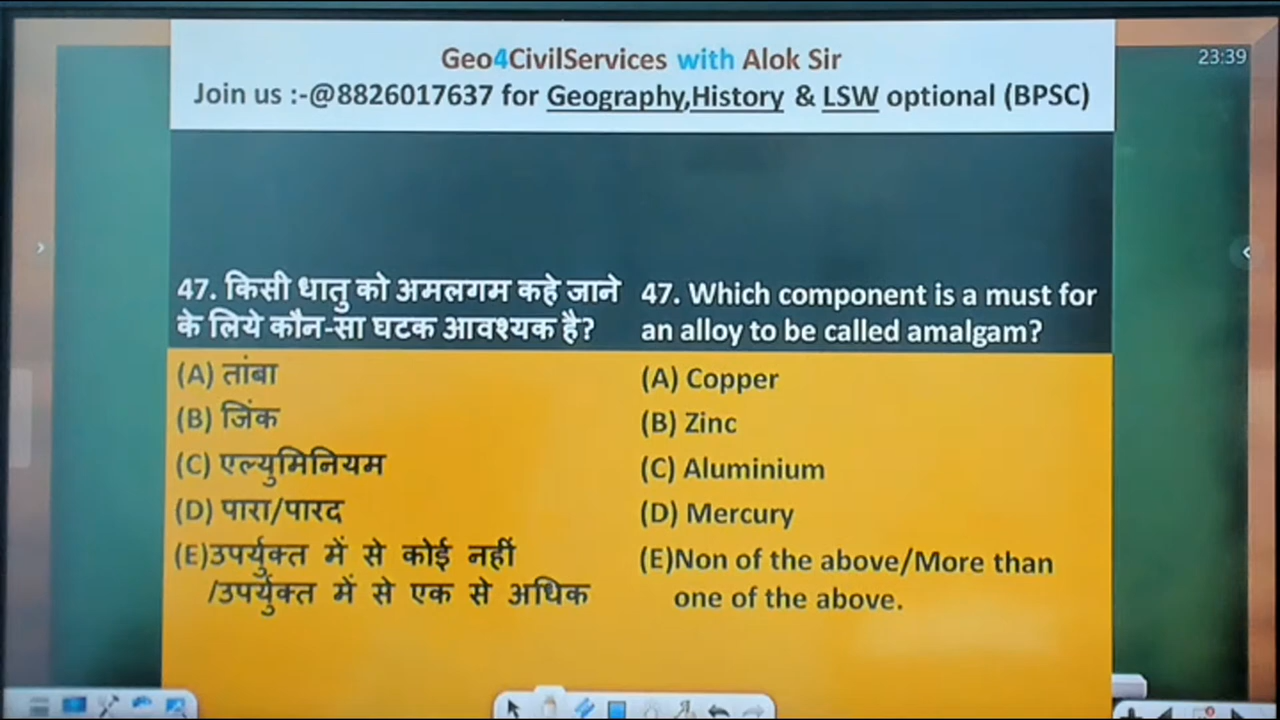 Geo4CivilServices with Alok Sir
Join us :-@8826017637 for Geography,History & LSW optional (BPSC)
23:39
47. किसी धातु को अमलगम कहे जाने
के लिये कौन-सा घटक आवश्यक है?
(A) तांबा
(B) जिंक
(C) एल्युमिनियम
(D) पारा/पारद
(E)उपर्युक्त में से कोई नहीं
/उपर्युक्त में से एक से अधिक
47. Which component is a must for
an alloy to be called amalgam?
(A) Copper
(B) Zinc
(C) Aluminium
(D) Mercury
(E)Non of the above/More than
one of the above.